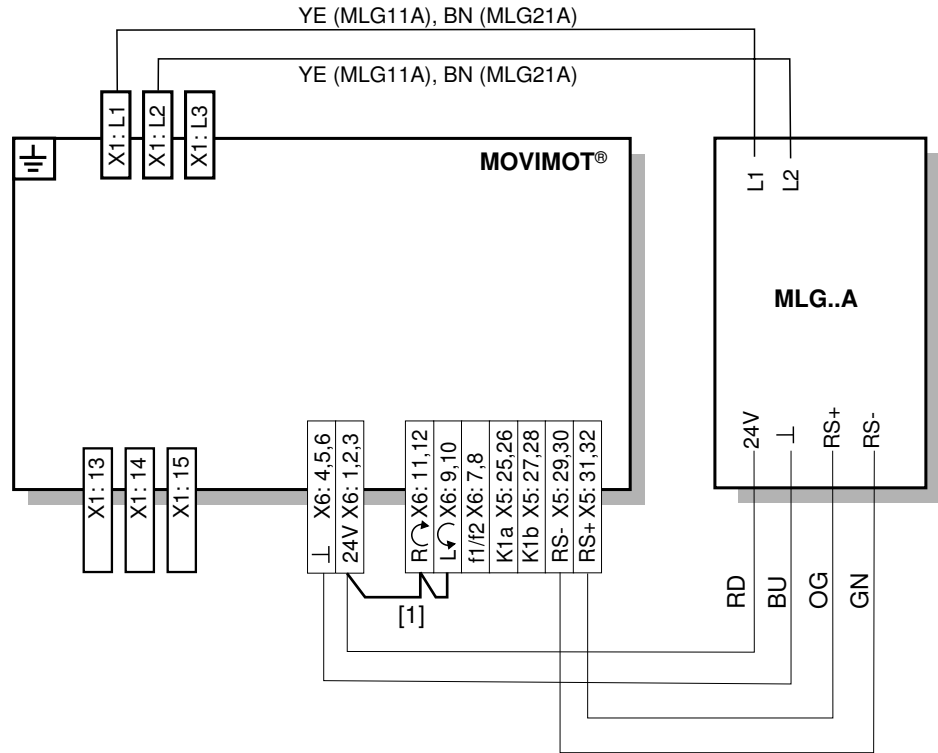 YE (MLG11A), BN (MLG21A)
YE (MLG11A), BN (MLG21A)
X1: L1
X1: L2
X1: L3
MOVIMOT®
L1
L2
MLG..A
24V
⊥
RS+
RS-
X1: 13
X1: 14
X1: 15
⊥ X6: 4,5,6
24V X6: 1,2,3
R X6: 11,12
L X6: 9,10
f1/f2 X6: 7,8
K1a X5: 25,26
K1b X5: 27,28
RS- X5: 29,30
RS+ X5: 31,32
[1]
RD
BU
OG
GN